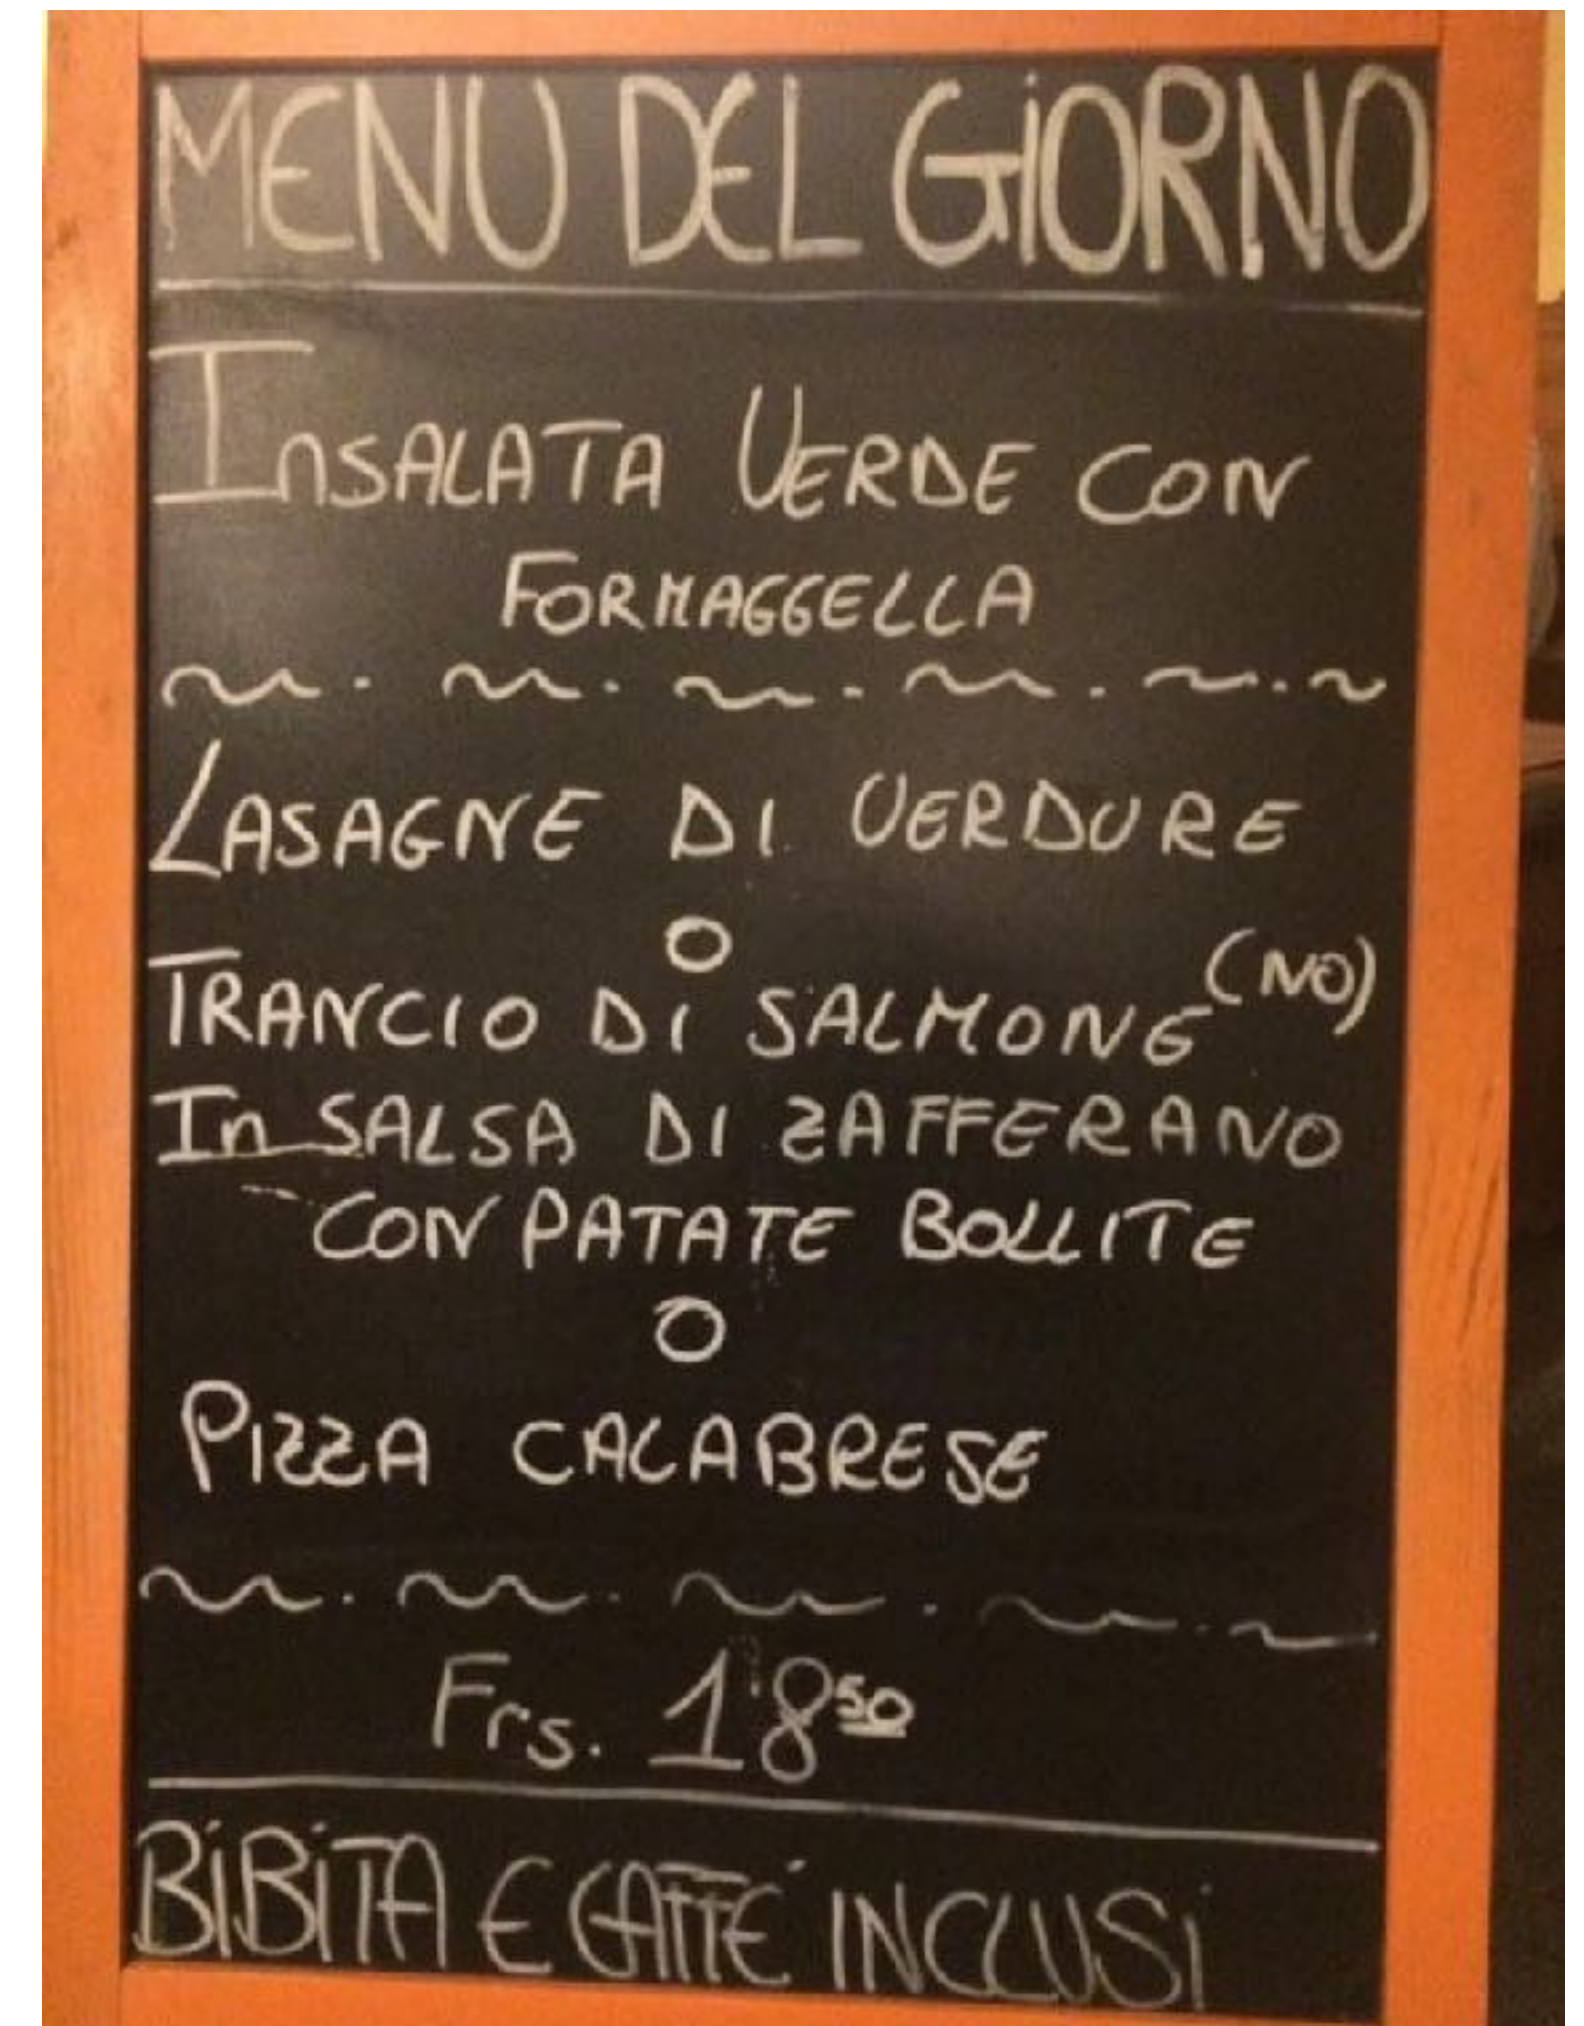 MENU DEL GIORNO
INSALATA VERDE CON
FORMAGGELLA
LASAGNE DI VERDURE
O
TRANCIO DI SALMONE (NO)
IN SALSA DI ZAFFERANO
CON PATATE BOLLITE
O
PIZZA CALABRESE
Frs. 18 50
BIBITA E CAFFÉ INCLUSI